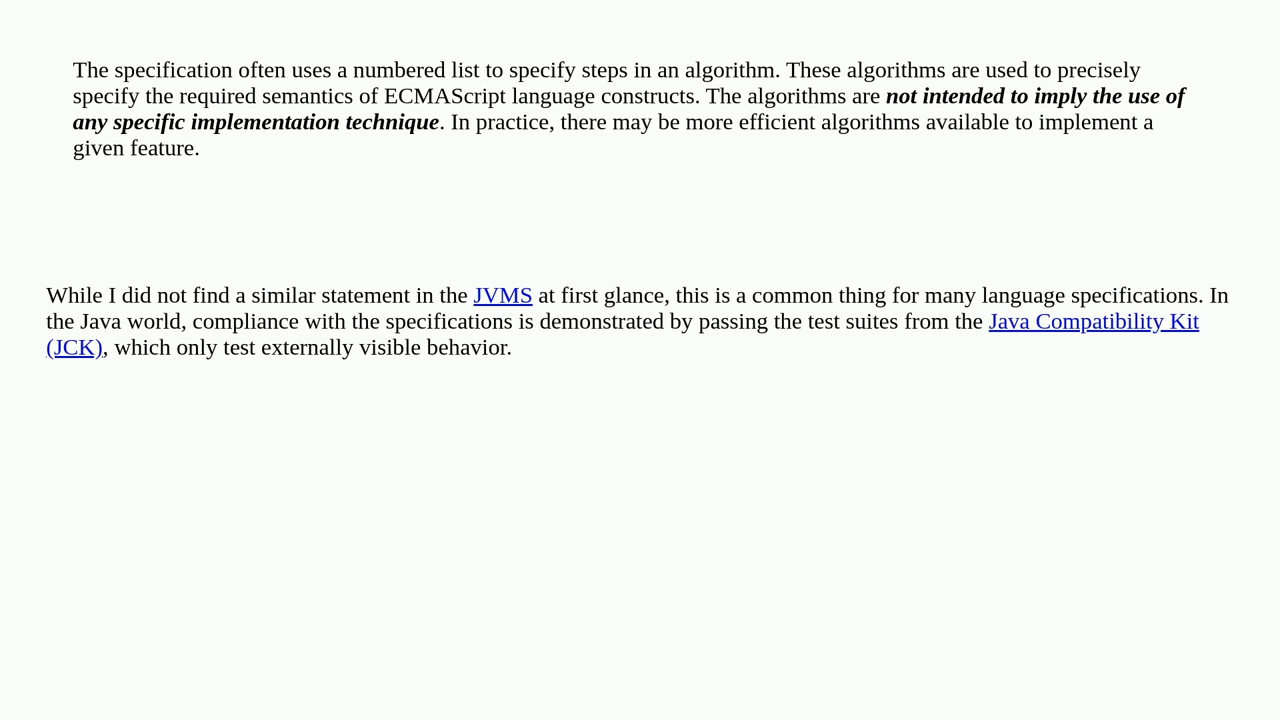 The specification often uses a numbered list to specify steps in an algorithm. These algorithms are used to precisely
specify the required semantics of ECMAScript language constructs. The algorithms are not intended to imply the use of
any specific implementation technique. In practice, there may be more efficient algorithms available to implement a
given feature.
While I did not find a similar statement in the JVMS at first glance, this is a common thing for many language specifications. In
the Java world, compliance with the specifications is demonstrated by passing the test suites from the Java Compatibility Kit
(JCK), which only test externally visible behavior.